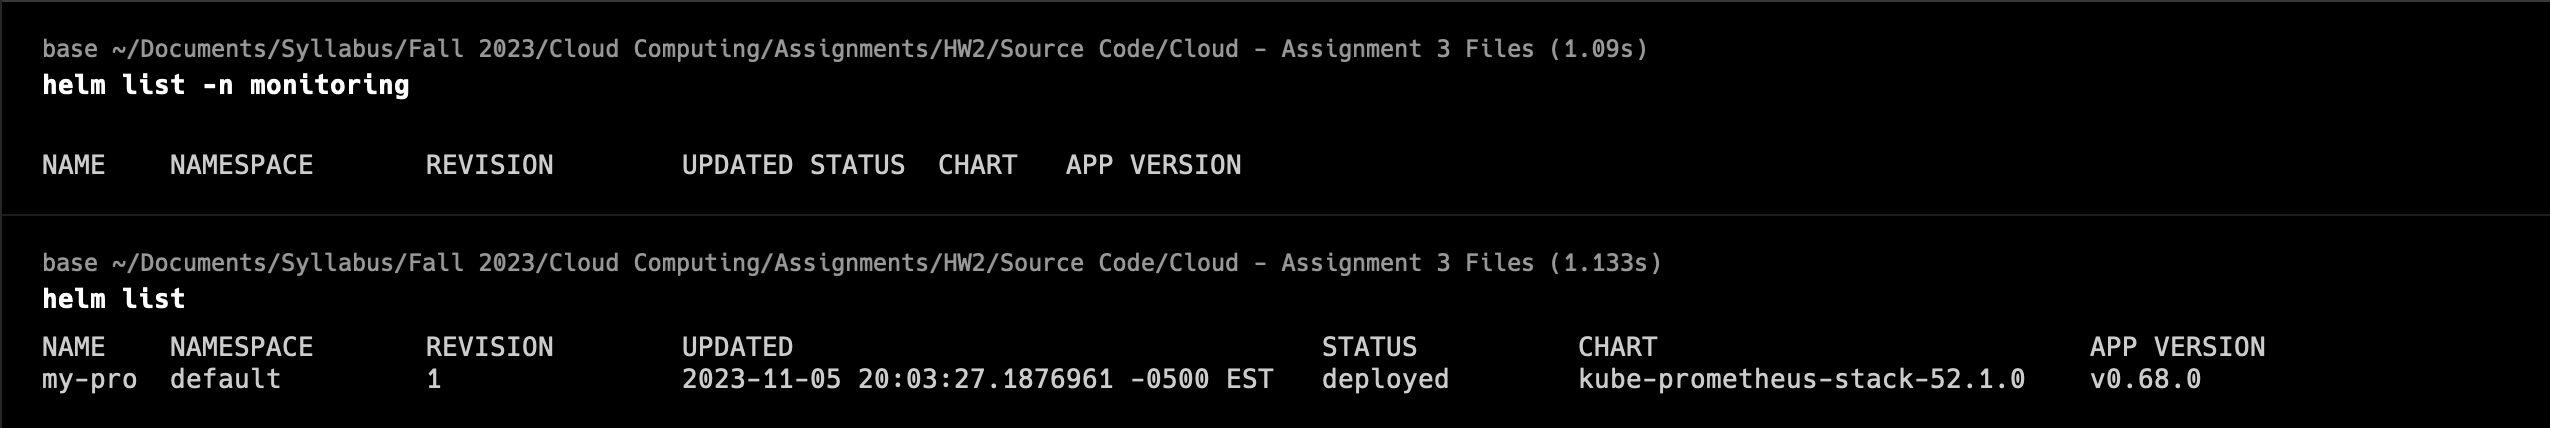 base ~/Documents/Syllabus/Fall 2023/Cloud Computing/Assignments/HW2/Source Code/Cloud - Assignment 3 Files (1.09s)
helm list -n monitoring
NAME    NAMESPACE       REVISION        UPDATED STATUS  CHART   APP VERSION
base ~/Documents/Syllabus/Fall 2023/Cloud Computing/Assignments/HW2/Source Code/Cloud - Assignment 3 Files (1.133s)
helm list
NAME    NAMESPACE       REVISION        UPDATED                                 STATUS          CHART                           APP VERSION
my-pro  default         1               2023-11-05 20:03:27.1876961 -0500 EST   deployed        kube-prometheus-stack-52.1.0    v0.68.0